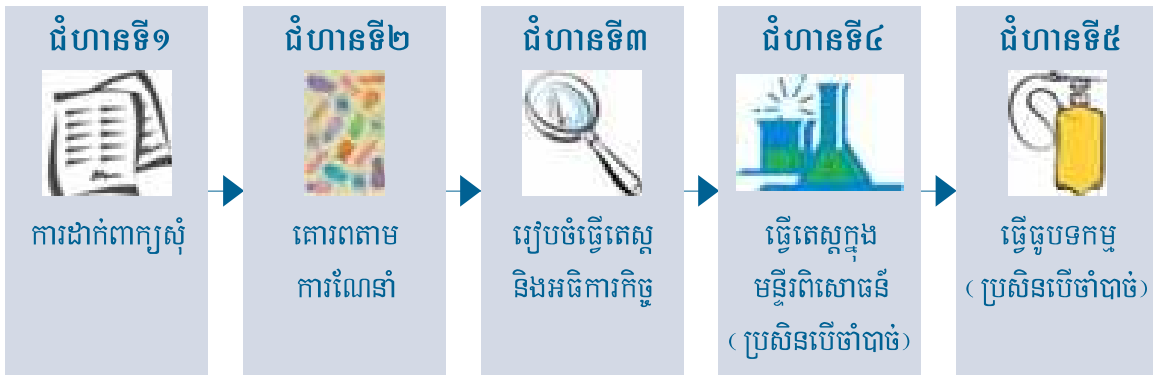 ជំហានទី១
ការដាក់ពាក្យសុំ
ជំហានទី២
គោរពតាម
ការណែនាំ
ជំហានទី៣
រៀបចំធ្វើតេស្ត
និងអធិការកិច្ច
ជំហានទី៤
ធ្វើតេស្តក្នុង
មន្ទីរពិសោធន៍
( ប្រសិនបើចាំបាច់)
ជំហានទី៥
ធ្វើធូបទកម្ម
( ប្រសិនបើចាំបាច់)